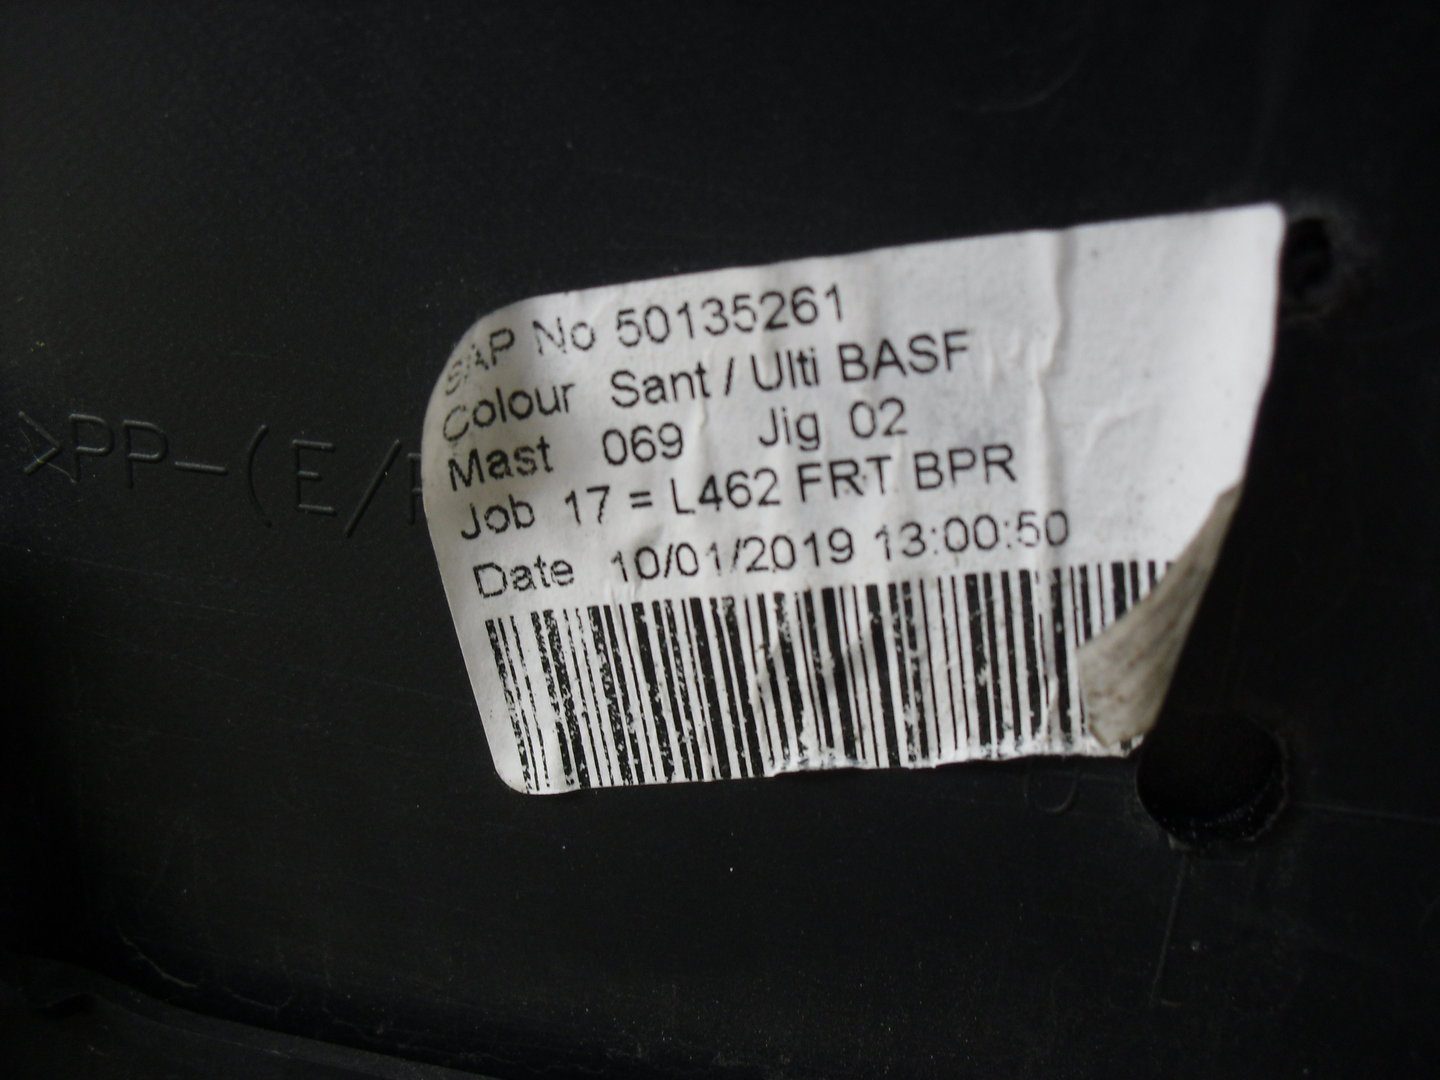 SAP No 50135261
Colour Sant / Ulti BASF
Mast 069 Jig 02
Job 17 = L462 FRT BPR
Date 10/01/2019 13:00:50
>PP-(E/